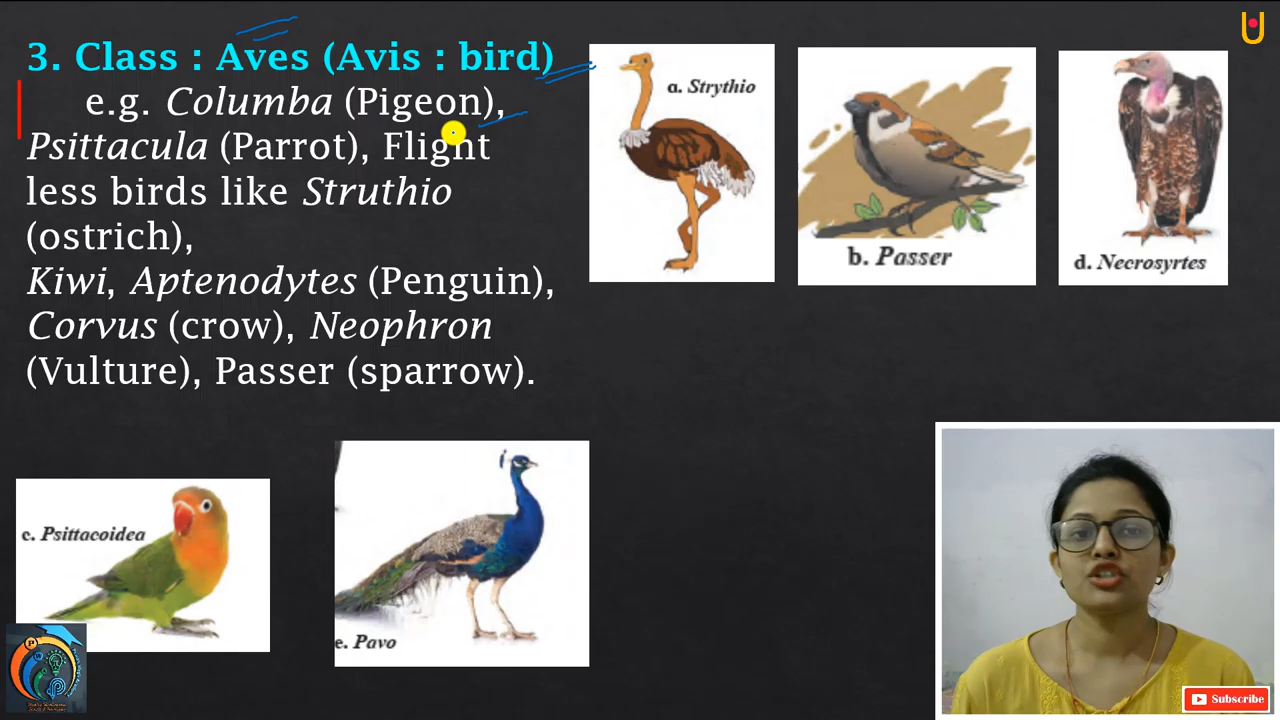 3. Class : Aves (Avis : bird)
e.g. Columba (Pigeon),
Psittacula (Parrot), Flight
less birds like Struthio
(ostrich),
Kiwi, Aptenodytes (Penguin),
Corvus (crow), Neophron
(Vulture), Passer (sparrow).
a. Strythio
b. Passer
d. Necrosyrtes
c. Psittacoidea
e. Pavo
Subscribe